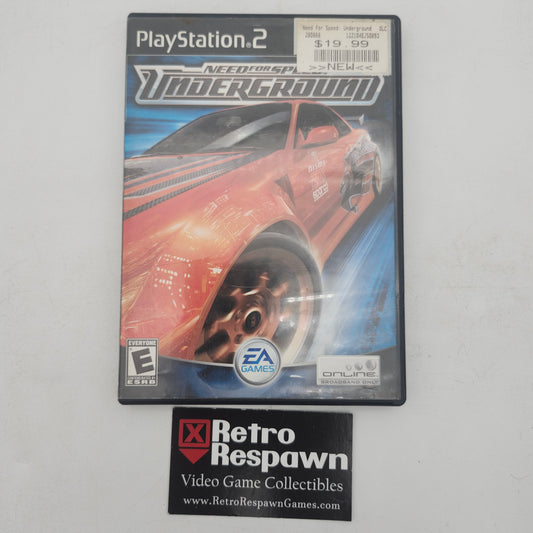 PlayStation 2
Need For Speed: Underground
$19.99
>>NEW<<
NEED FOR SPEED
UNDERGROUND
EVERYONE
E
ESRB
EA
GAMES
ONLINE
BROADBAND ONLY
Retro
Respawn
Video Game Collectibles
www.RetroRespawnGames.com